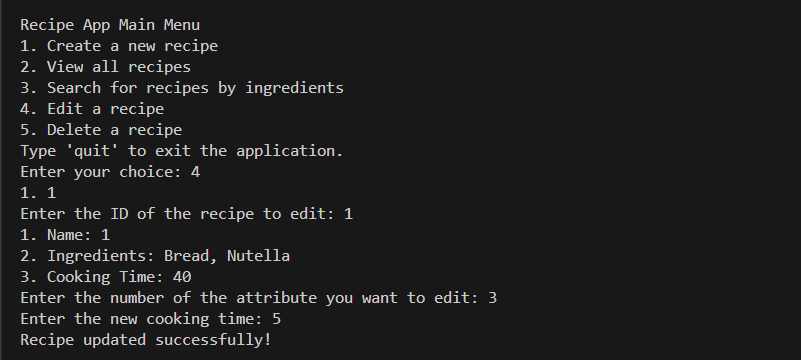 Recipe App Main Menu
1. Create a new recipe
2. View all recipes
3. Search for recipes by ingredients
4. Edit a recipe
5. Delete a recipe
Type 'quit' to exit the application.
Enter your choice: 4
1. 1
Enter the ID of the recipe to edit: 1
1. Name: 1
2. Ingredients: Bread, Nutella
3. Cooking Time: 40
Enter the number of the attribute you want to edit: 3
Enter the new cooking time: 5
Recipe updated successfully!